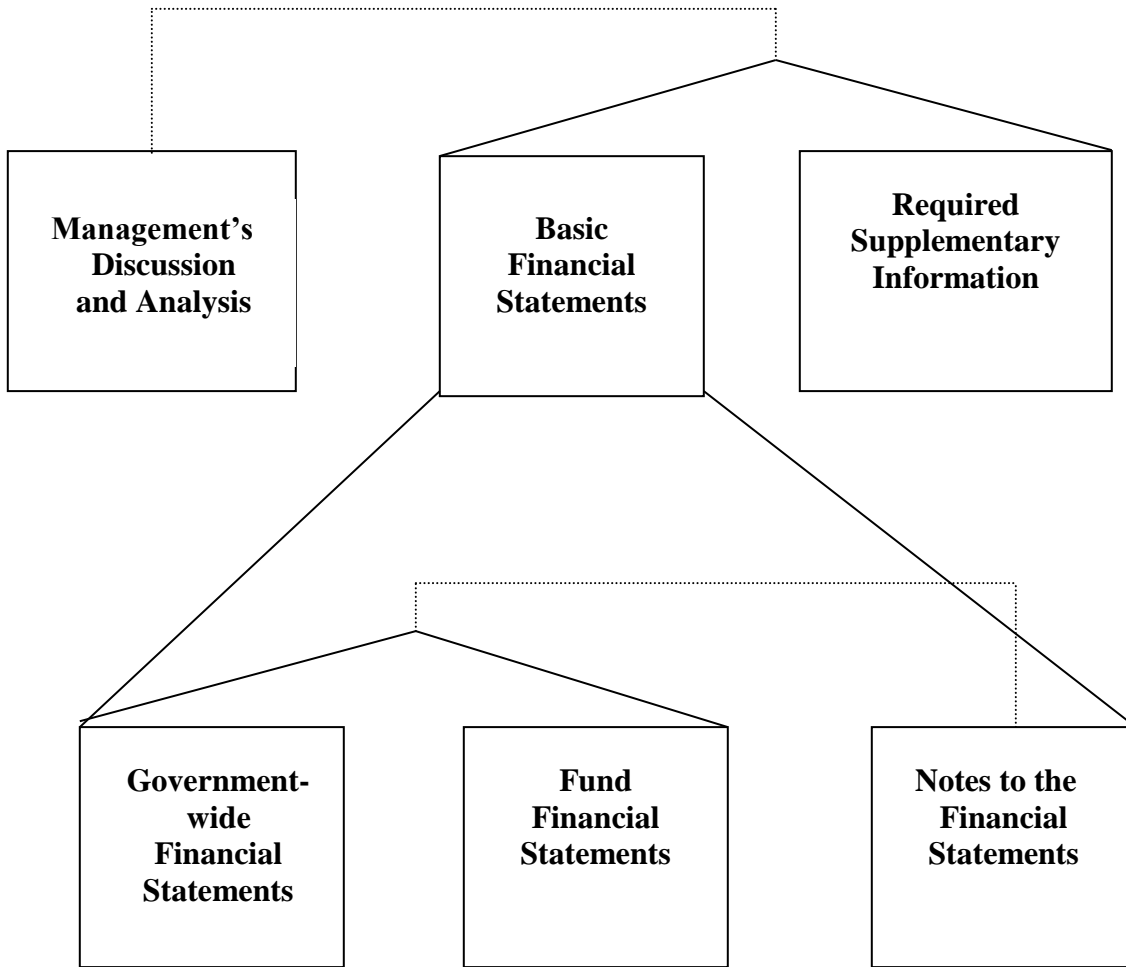 Management’s
Discussion
and Analysis
Basic
Financial
Statements
Required
Supplementary
Information
Government-
wide
Financial
Statements
Fund
Financial
Statements
Notes to the
Financial
Statements